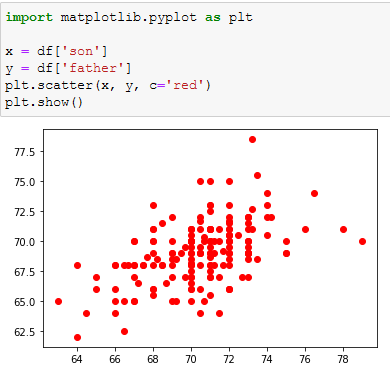 import matplotlib.pyplot as plt
x = df['son']
y = df['father']
plt.scatter(x, y, c='red')
plt.show()
77.5
75.0
72.5
70.0
67.5
65.0
62.5
64 66 68 70 72 74 76 78